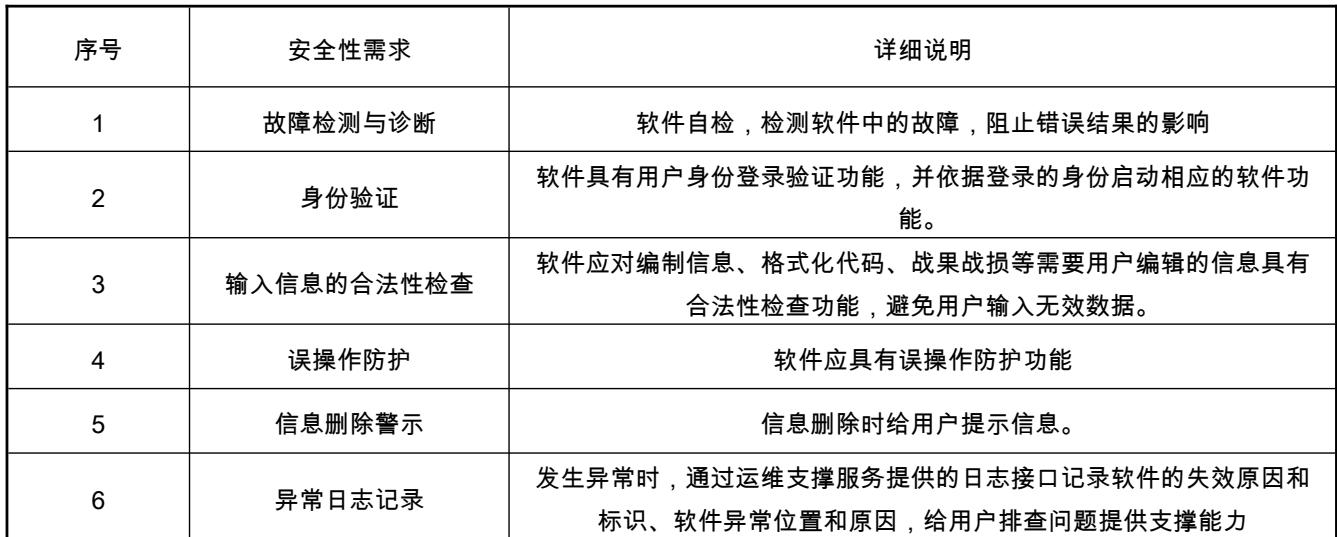 序号 安全性需求 详细说明
1 故障检测与诊断 软件自检，检测软件中的故障，阻止错误结果的影响
2 身份验证 软件具有用户身份登录验证功能，并依据登录的身份启动相应的软件功
能。
3 输入信息的合法性检查 软件应对编制信息、格式化代码、战果战损等需要用户编辑的信息具有
合法性检查功能，避免用户输入无效数据。
4 误操作防护 软件应具有误操作防护功能
5 信息删除警示 信息删除时给用户提示信息。
6 异常日志记录 发生异常时，通过运维支撑服务提供的日志接口记录软件的失效原因和
标识、软件异常位置和原因，给用户排查问题提供支撑能力